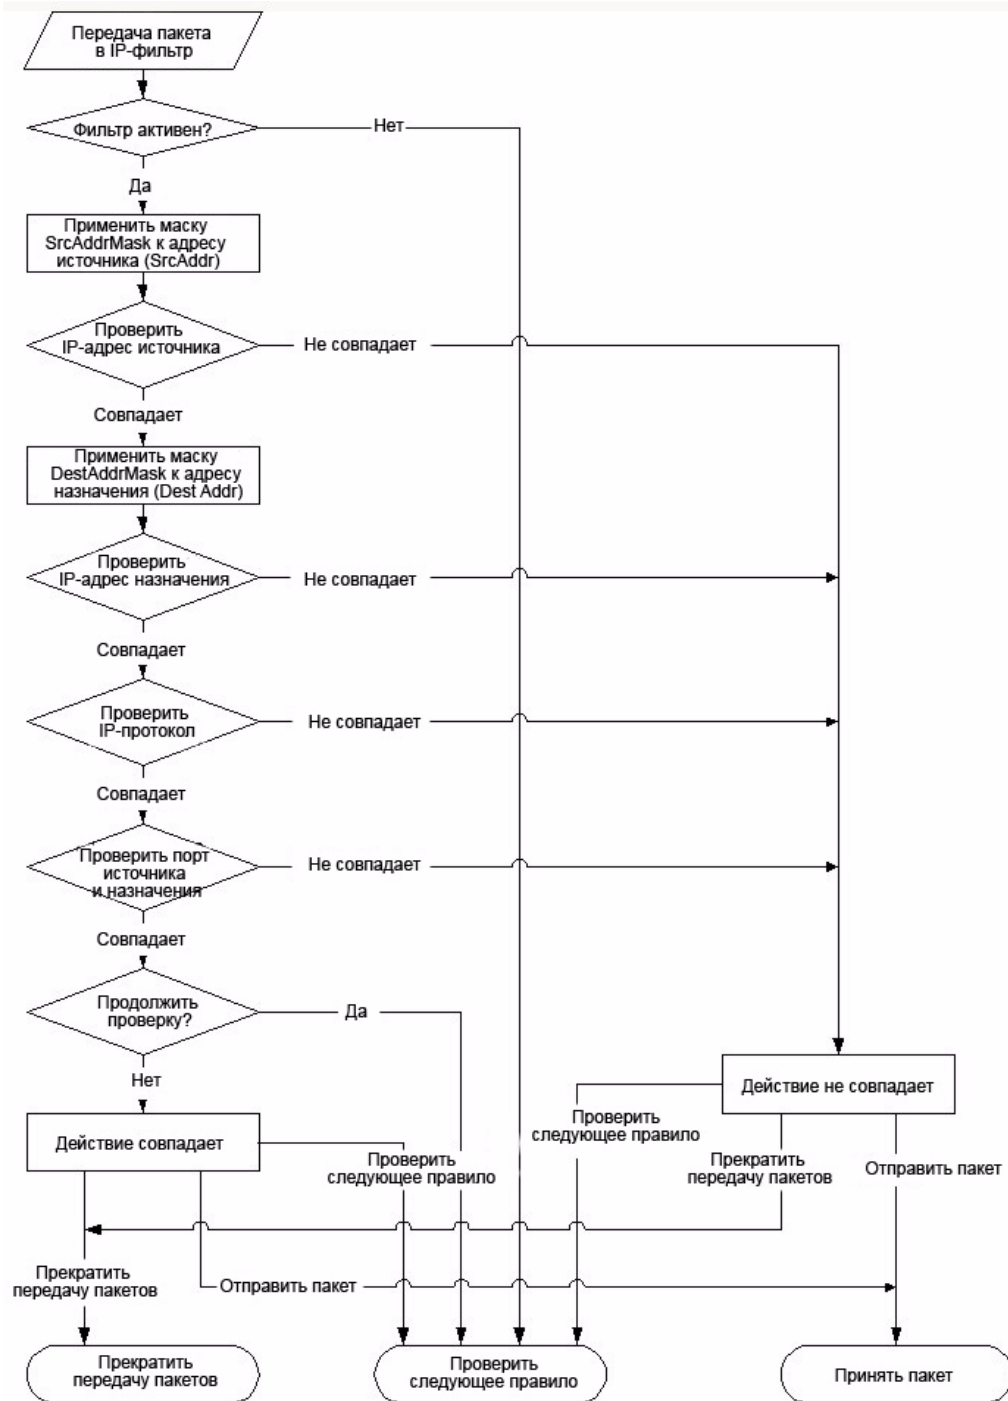 Передача пакета
в IP-фильтр
Фильтр активен?
Нет
Да
Применить маску
SrcAddrMask к адресу
источника (SrcAddr)
Проверить
IP-адрес источника
Не совпадает
Совпадает
Применить маску
DestAddrMask к адресу
назначения (Dest Addr)
Проверить
IP-адрес назначения
Не совпадает
Совпадает
Проверить
IP-протокол
Не совпадает
Совпадает
Проверить порт
источника
и назначения
Не совпадает
Совпадает
Продолжить
проверку?
Да
Нет
Действие не совпадает
Действие совпадает
Проверить
следующее правило
Проверить
следующее правило
Прекратить
передачу пакетов
Отправить пакет
Прекратить
передачу пакетов
Отправить пакет
Прекратить
передачу пакетов
Проверить
следующее правило
Принять пакет